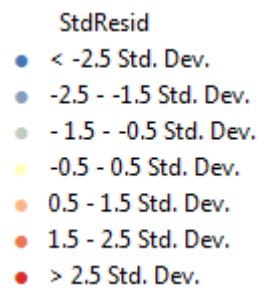 StdResid
< -2.5 Std. Dev.
-2.5 - -1.5 Std. Dev.
- 1.5 - -0.5 Std. Dev.
-0.5 - 0.5 Std. Dev.
0.5 - 1.5 Std. Dev.
1.5 - 2.5 Std. Dev.
> 2.5 Std. Dev.